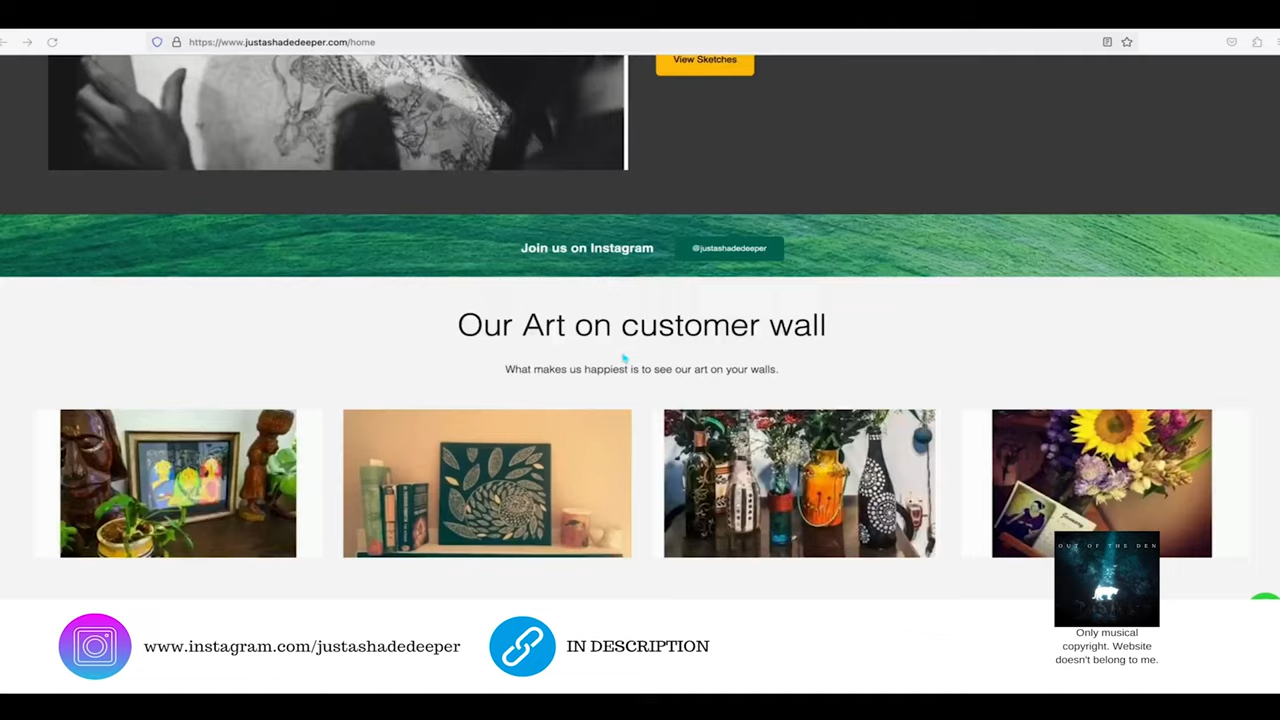 https://www.justashadedeeper.com/home
View Sketches
Join us on Instagram
@justashadedeeper
Our Art on customer wall
What makes us happiest is to see our art on your walls.
OUT OF THE DEN
www.instagram.com/justashadedeeper
IN DESCRIPTION
Only musical
copyright. Website
doesn't belong to me.